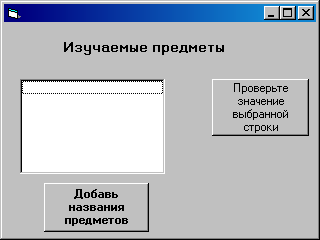 Изучаемые предметы
Проверьте
значение
выбранной
строки
Добавь
названия
предметов